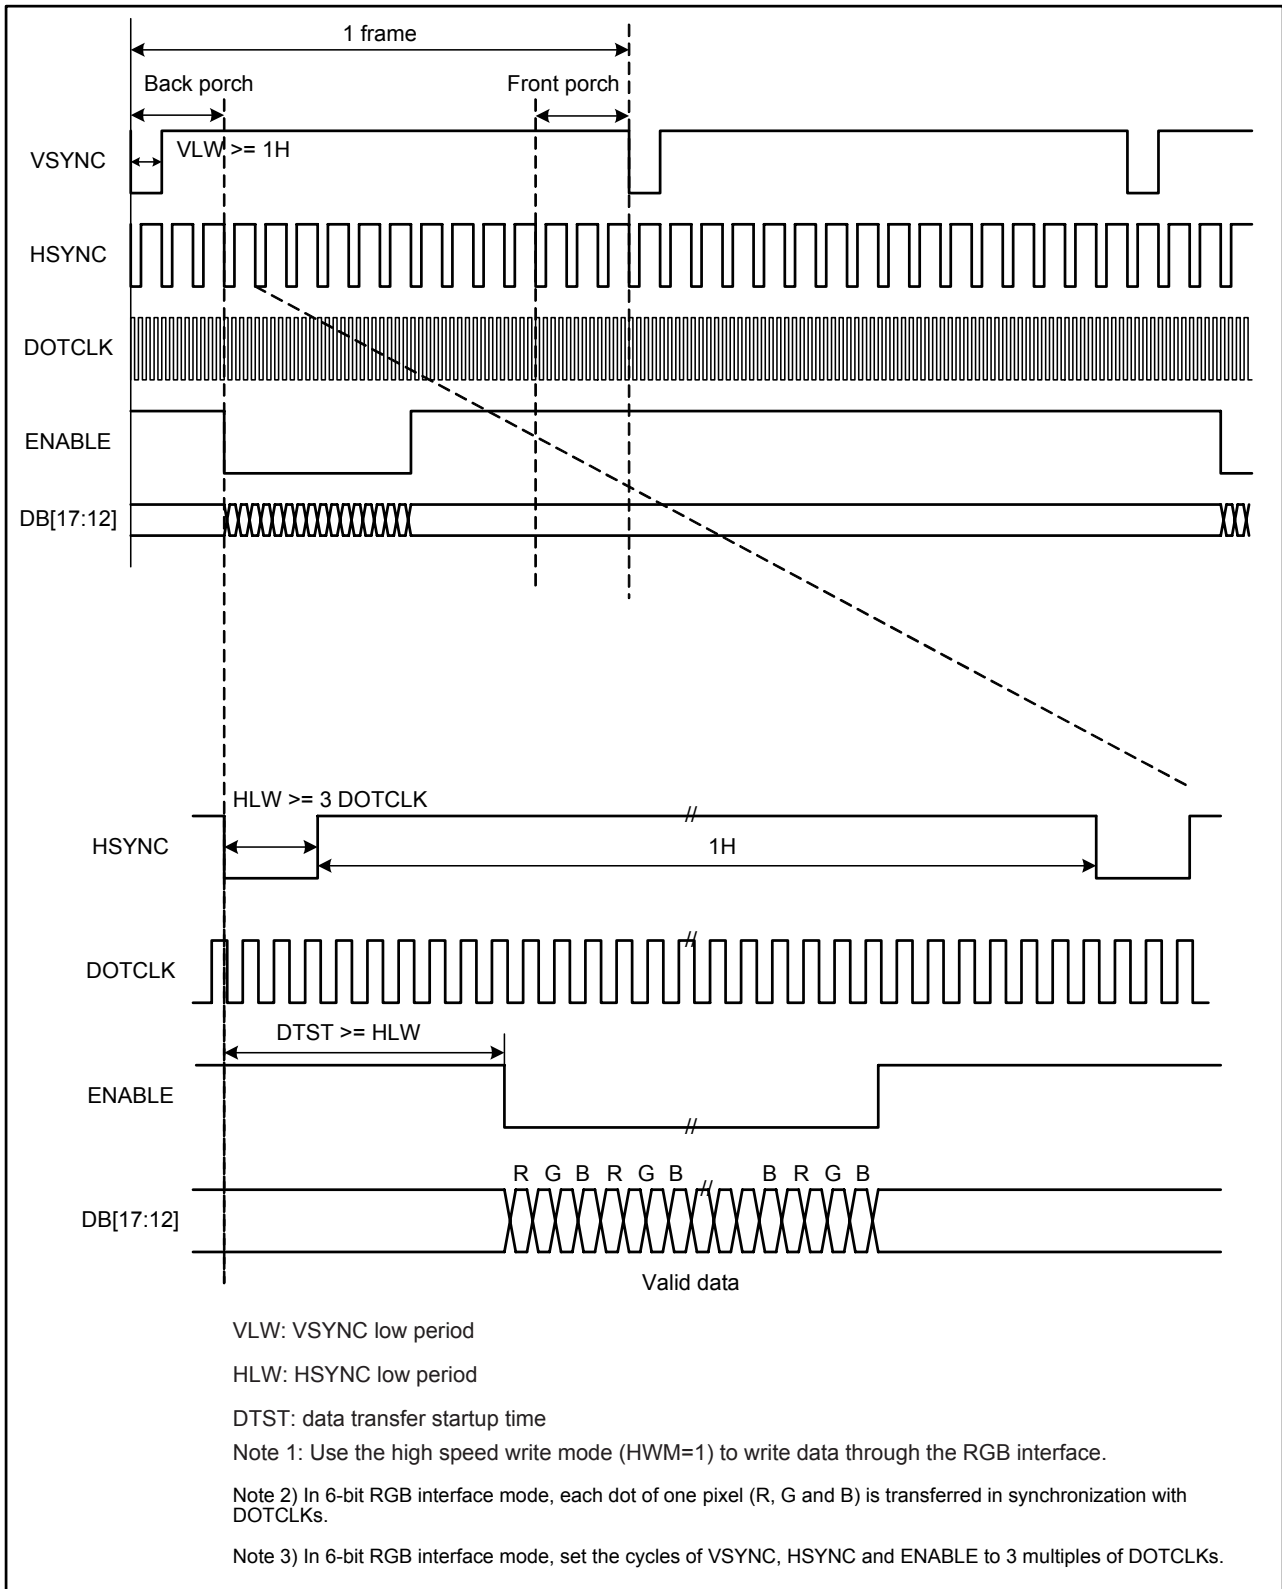 1 frame
Back porch
Front porch
VLW >= 1H
VSYNC
HSYNC
DOTCLK
ENABLE
DB[17:12]
HLW >= 3 DOTCLK
//
HSYNC
1H
//
DOTCLK
DTST >= HLW
ENABLE
//
R G B R G B B R G B
//
DB[17:12]
Valid data
VLW: VSYNC low period
HLW: HSYNC low period
DTST: data transfer startup time
Note 1: Use the high speed write mode (HWM=1) to write data through the RGB interface.
Note 2) In 6-bit RGB interface mode, each dot of one pixel (R, G and B) is transferred in synchronization with
DOTCLKs.
Note 3) In 6-bit RGB interface mode, set the cycles of VSYNC, HSYNC and ENABLE to 3 multiples of DOTCLKs.